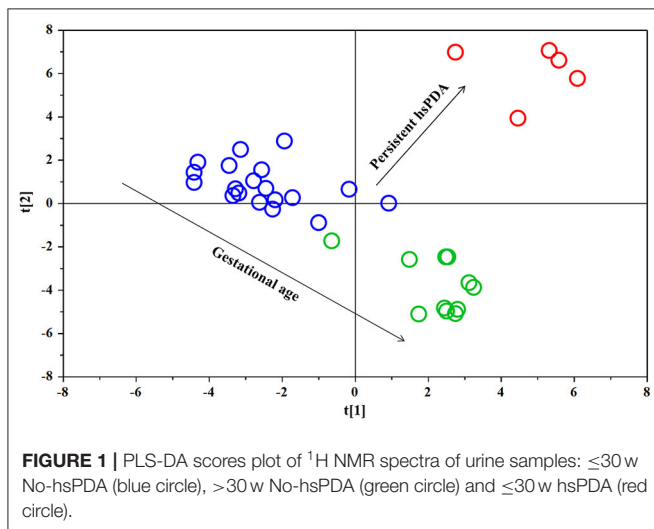 8
6
4
2
0
-2
-4
-6
-8
t[2]
Persistent hsPDA
Gestational age
-8
-6
-4
-2
0
2
4
6
8
t[1]
FIGURE 1 | PLS-DA scores plot of ¹H NMR spectra of urine samples: ≤30 w
No-hsPDA (blue circle), >30 w No-hsPDA (green circle) and ≤30 w hsPDA (red
circle).